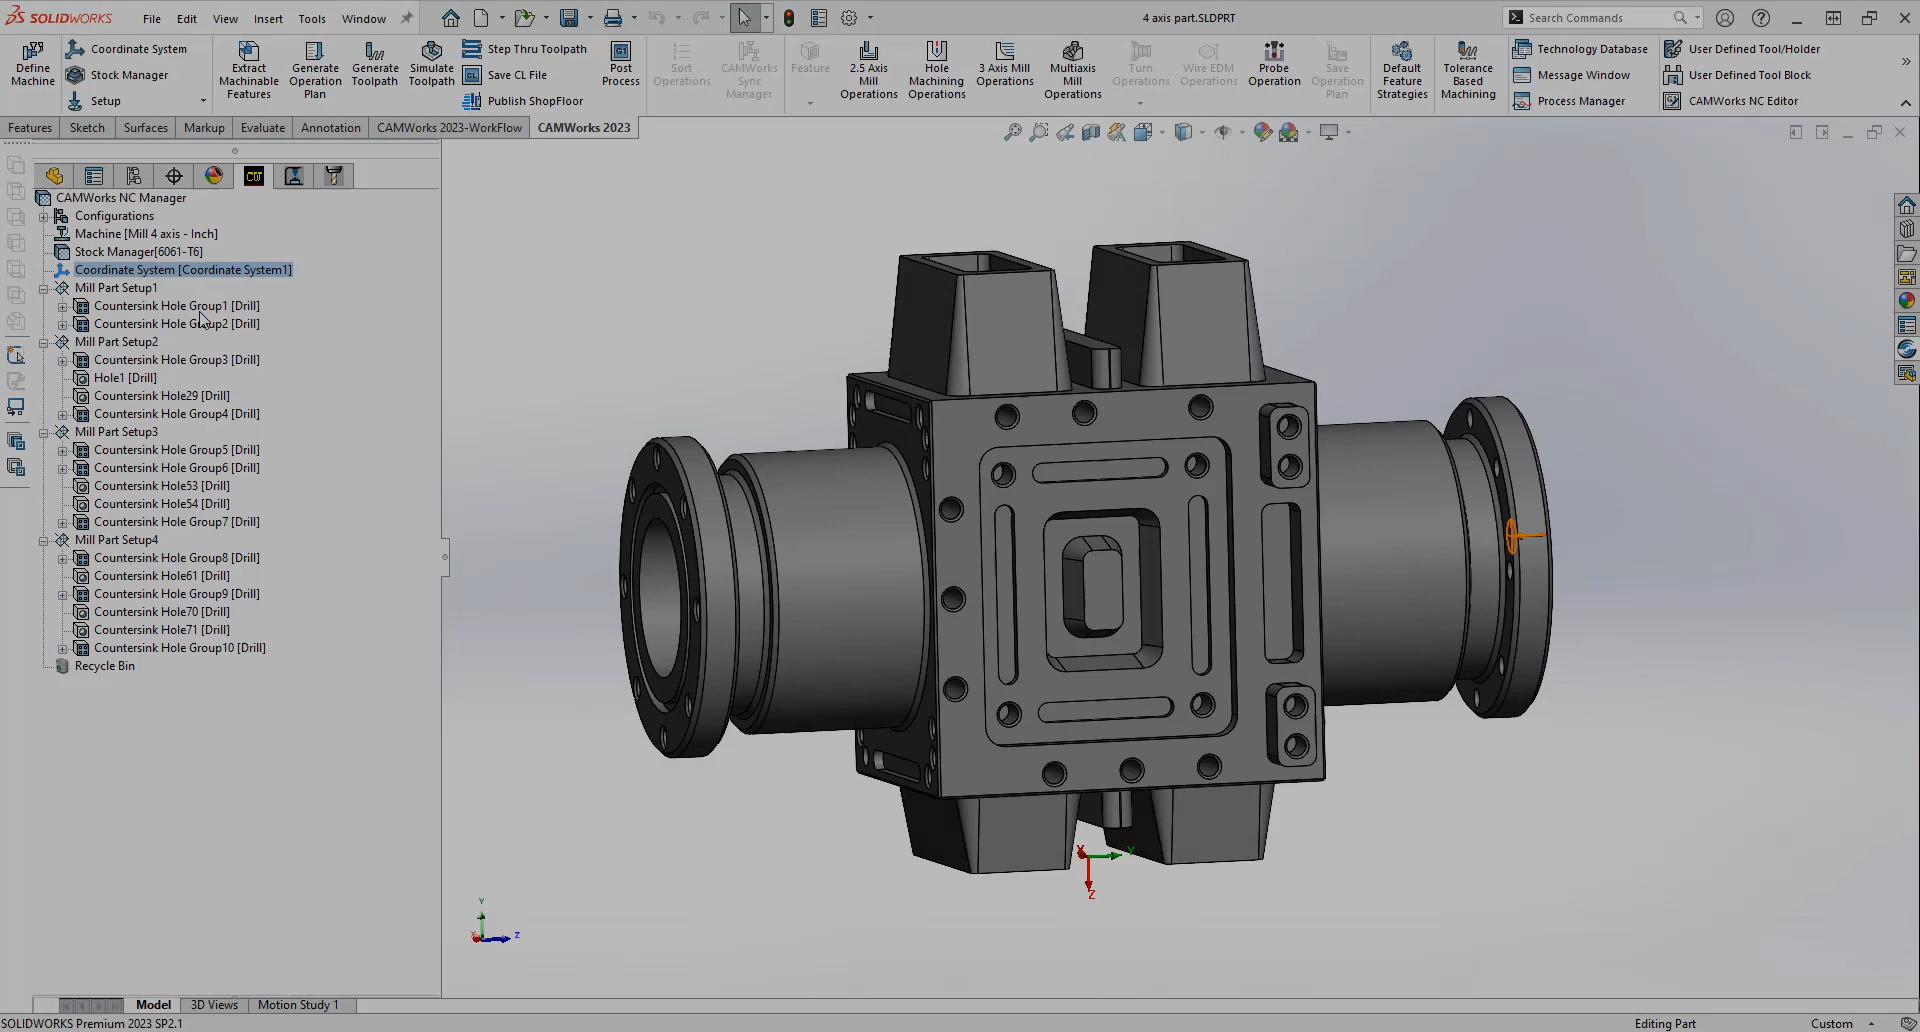 SOLIDWORKS
File Edit View Insert Tools Window
4 axis part.SLDPRT
Search Commands
Define Machine
Coordinate System
Stock Manager
Setup
Extract Machinable Features
Generate Operation Plan
Generate Toolpath
Simulate Toolpath
Step Thru Toolpath
Save CL File
Publish ShopFloor
Post Process
Sort Operations
CAMWorks Sync Manager
Feature
2.5 Axis Mill Operations
Hole Machining Operations
3 Axis Mill Operations
Multiaxis Mill Operations
Turn Operations
Wire EDM Operations
Probe Operation
Save Operation Plan
Default Feature Strategies
Tolerance Based Machining
Technology Database
Message Window
Process Manager
User Defined Tool/Holder
User Defined Tool Block
CAMWorks NC Editor
Features Sketch Surfaces Markup Evaluate Annotation CAMWorks 2023-WorkFlow CAMWorks 2023
CAMWorks NC Manager
Configurations
Machine [Mill 4 axis - Inch]
Stock Manager[6061-T6]
Coordinate System [Coordinate System1]
Mill Part Setup1
Countersink Hole Group1 [Drill]
Countersink Hole Group2 [Drill]
Mill Part Setup2
Countersink Hole Group3 [Drill]
Hole1 [Drill]
Countersink Hole29 [Drill]
Countersink Hole Group4 [Drill]
Mill Part Setup3
Countersink Hole Group5 [Drill]
Countersink Hole Group6 [Drill]
Countersink Hole53 [Drill]
Countersink Hole54 [Drill]
Countersink Hole Group7 [Drill]
Mill Part Setup4
Countersink Hole Group8 [Drill]
Countersink Hole61 [Drill]
Countersink Hole Group9 [Drill]
Countersink Hole70 [Drill]
Countersink Hole71 [Drill]
Countersink Hole Group10 [Drill]
Recycle Bin
X Y
Z
Y
X Z
Model 3D Views Motion Study 1
SOLIDWORKS Premium 2023 SP2.1
Editing Part
Custom